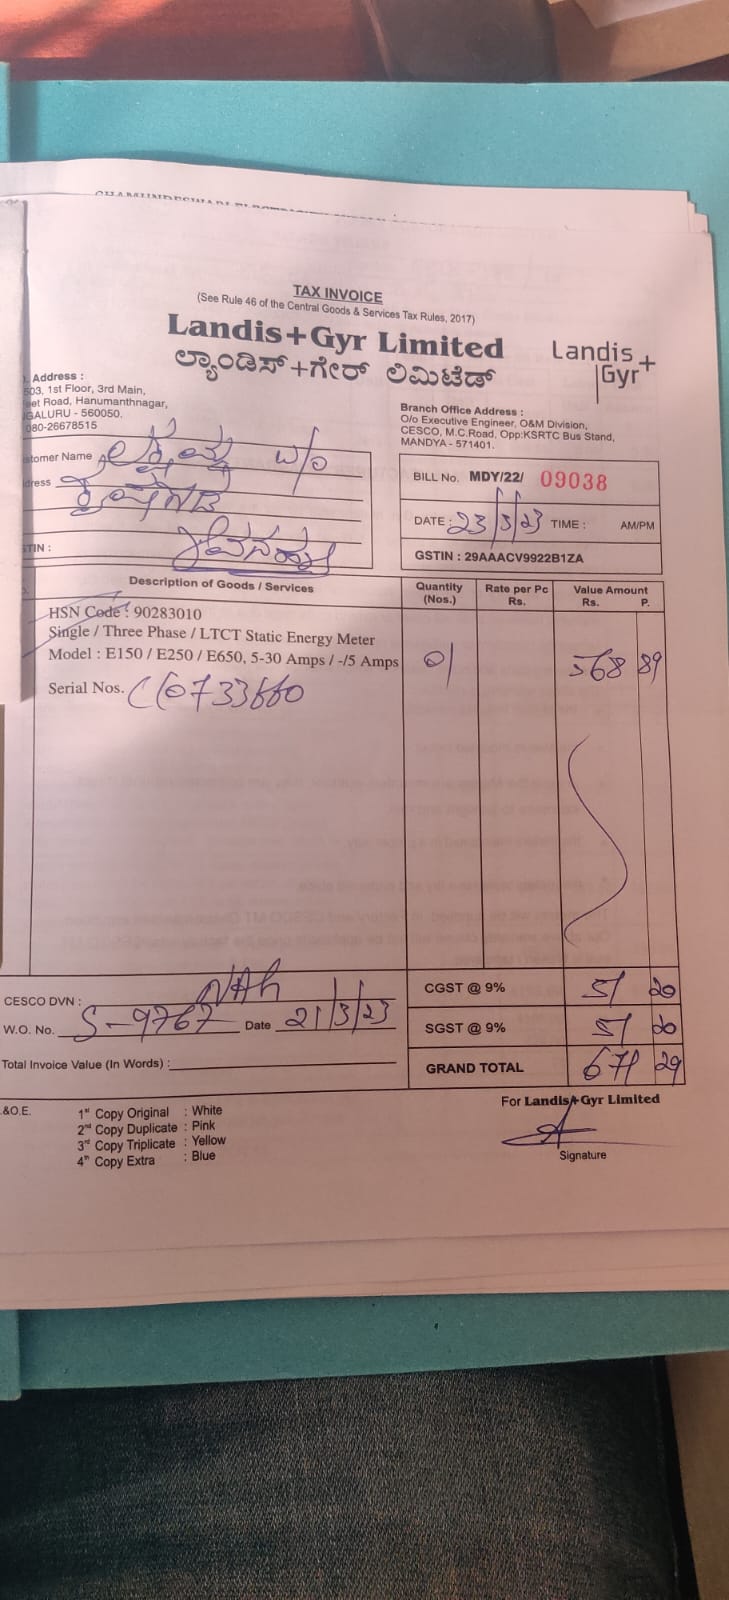 TAX INVOICE
(See Rule 46 of the Central Goods & Services Tax Rules, 2017)
Landis+Gyr Limited
ಲ್ಯಾಂಡಿಸ್+ಗೇರ್ ಲಿಮಿಟೆಡ್
Landis+
Gyr
Address :
503, 1st Floor, 3rd Main,
Road, Hanumanthnagar,
GALURU - 560050.
080-26678515
Branch Office Address :
O/o Executive Engineer, O&M Division,
CESCO, M.C.Road, Opp:KSRTC Bus Stand,
MANDYA - 571401.
stomer Name
dress
TIN :
BILL No. MDY/22/ 09038
DATE : 23/3/23 TIME : AM/PM
GSTIN : 29AAACV9922B1ZA
Description of Goods / Services
Quantity (Nos.)
Rate per Pc Rs.
Value Amount Rs. P.
HSN Code : 90283010
Single / Three Phase / LTCT Static Energy Meter
Model : E150 / E250 / E650, 5-30 Amps / -/5 Amps 01 568 89
Serial Nos.
CESCO DVN :
W.O. No. S-9767 Date 21/3/23
Total Invoice Value (In Words) :
CGST @ 9% 51 20
SGST @ 9% 51 20
GRAND TOTAL 671 29
&O.E.
1st Copy Original : White
2nd Copy Duplicate : Pink
3rd Copy Triplicate : Yellow
4th Copy Extra : Blue
For Landis+Gyr Limited
Signature